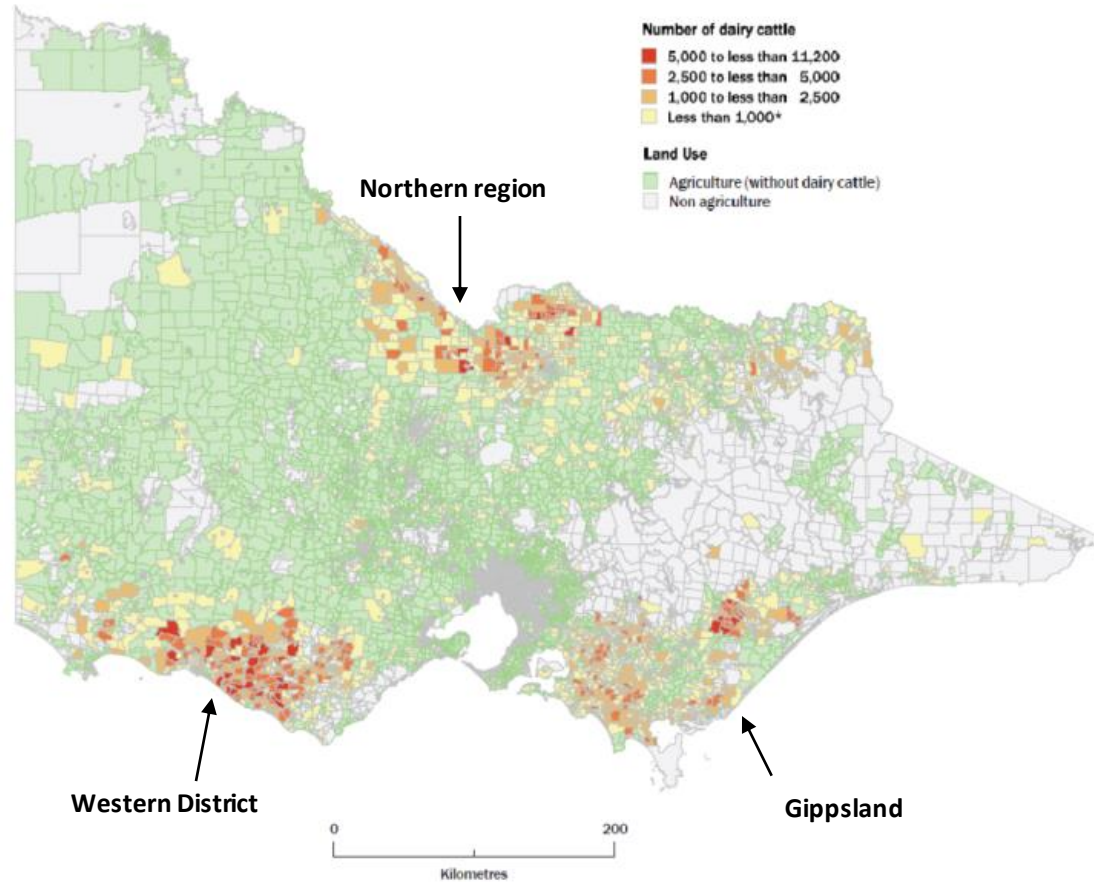 Number of dairy cattle
5,000 to less than 11,200
2,500 to less than 5,000
1,000 to less than 2,500
Less than 1,000*
Land Use
Agriculture (without dairy cattle)
Non agriculture
Northern region
Western District
Gippsland
0 200
Kilometres